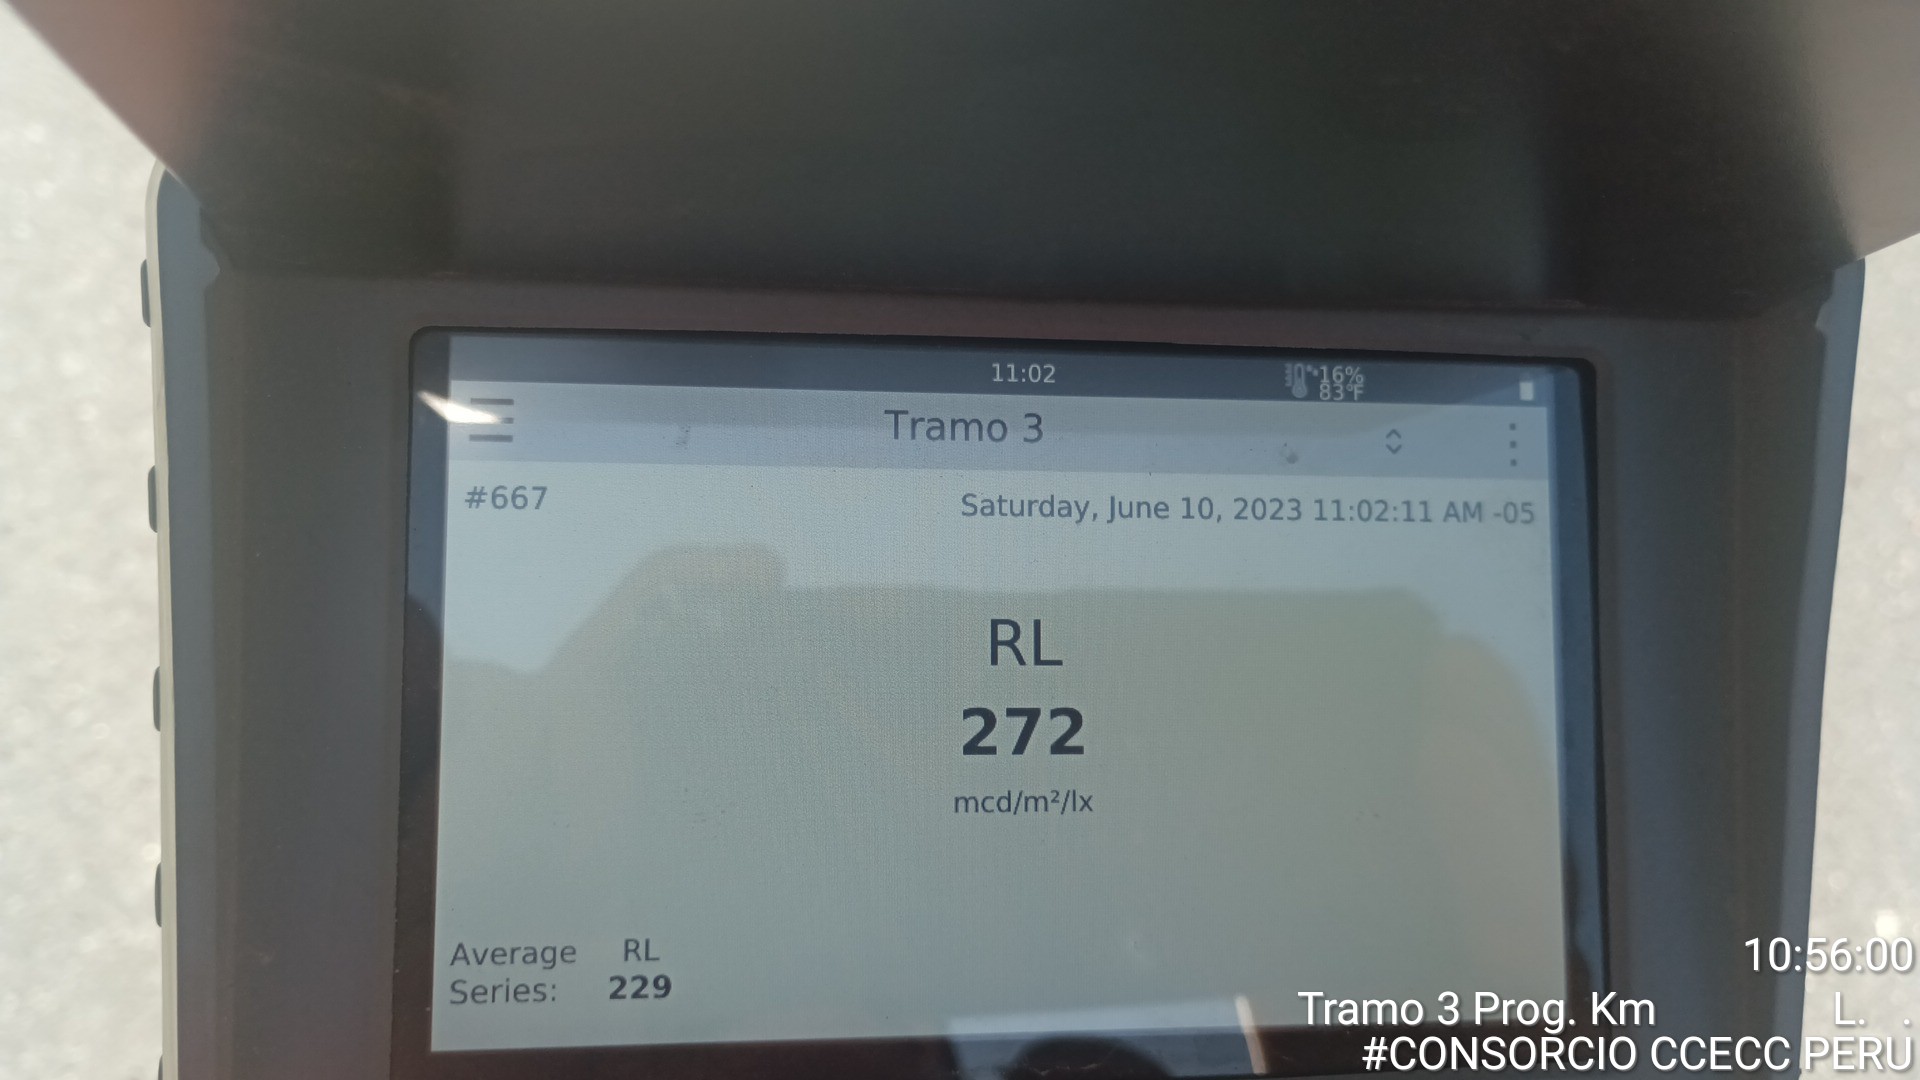 11:02
16%
83°F
Tramo 3
#667
Saturday, June 10, 2023 11:02:11 AM -05
RL
272
mcd/m²/lx
Average RL
Series: 229
10:56:00
Tramo 3 Prog. Km L. .
#CONSORCIO CCECC PERU